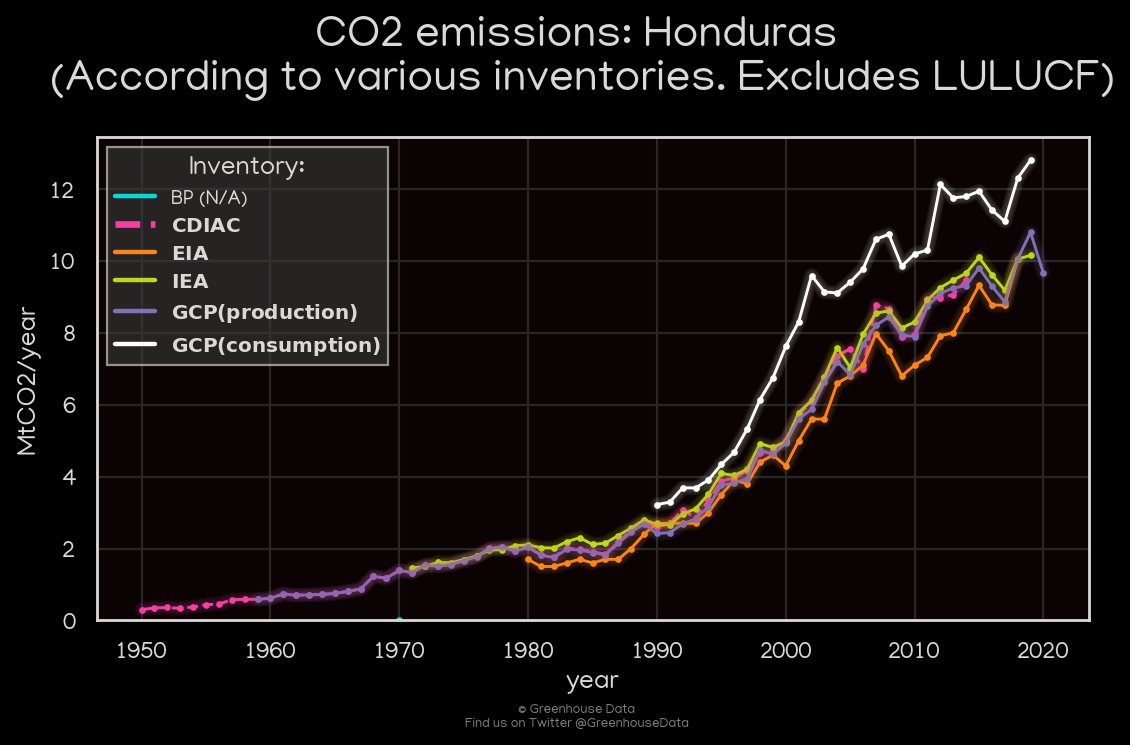 CO2 emissions: Honduras
(According to various inventories. Excludes LULUCF)
Inventory:
BP (N/A)
CDIAC
EIA
IEA
GCP(production)
GCP(consumption)
MtCO2/year
12
10
8
6
4
2
0
1950 1960 1970 1980 1990 2000 2010 2020
year
© Greenhouse Data
Find us on Twitter @GreenhouseData